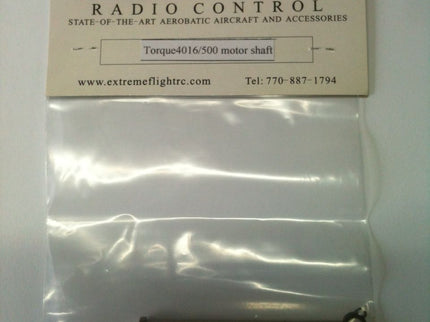 RADIO CONTROL
STATE-OF-THE-ART AEROBATIC AIRCRAFT AND ACCESSORIES
Torque4016/500 motor shaft
www.extremeflightrc.com Tel: 770-887-1794